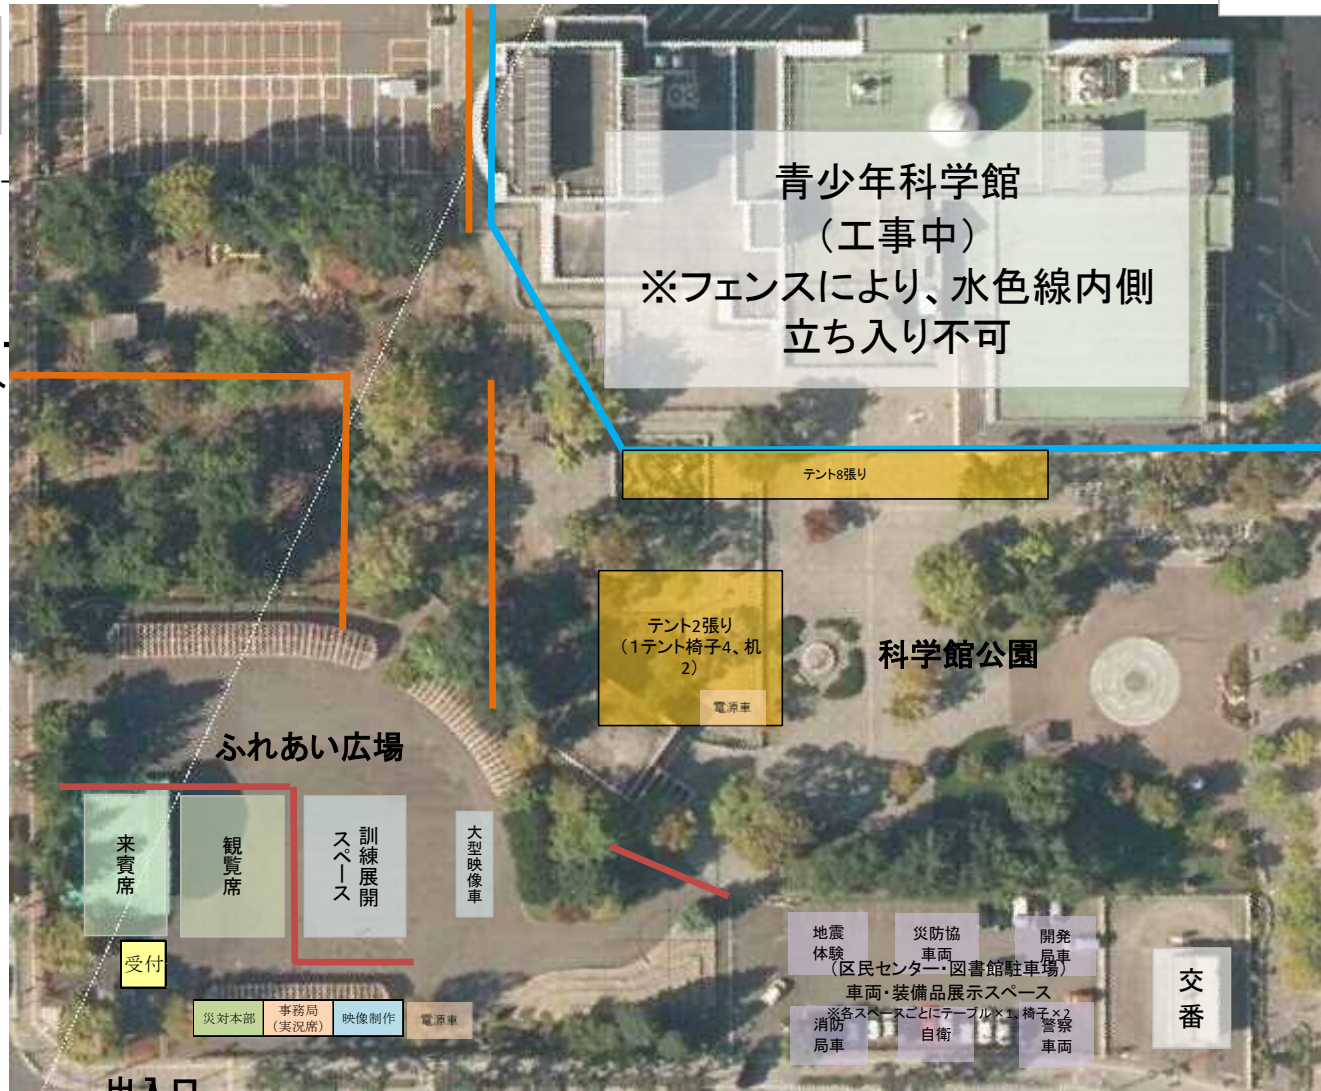 青少年科学館
（工事中）
※フェンスにより、水色線内側
立ち入り不可
テント8張り
テント2張り
（1テント椅子4、机
2）
電源車
科学館公園
ふれあい広場
来賓席
観覧席
訓練展開
スペース
大型映像車
受付
災対本部
事務局
（実況席）
映像制作
電源車
地震
体験
災防協
車両
開発
局車
（区民センター・図書館駐車場）
車両・装備品展示スペース
※各スペースごとにテーブル×1、椅子×2
消防
局車
自衛
警察
車両
交番
出入口